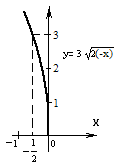 3
y= 3 √2(-x)
2
1
x
-1 -1/2 0